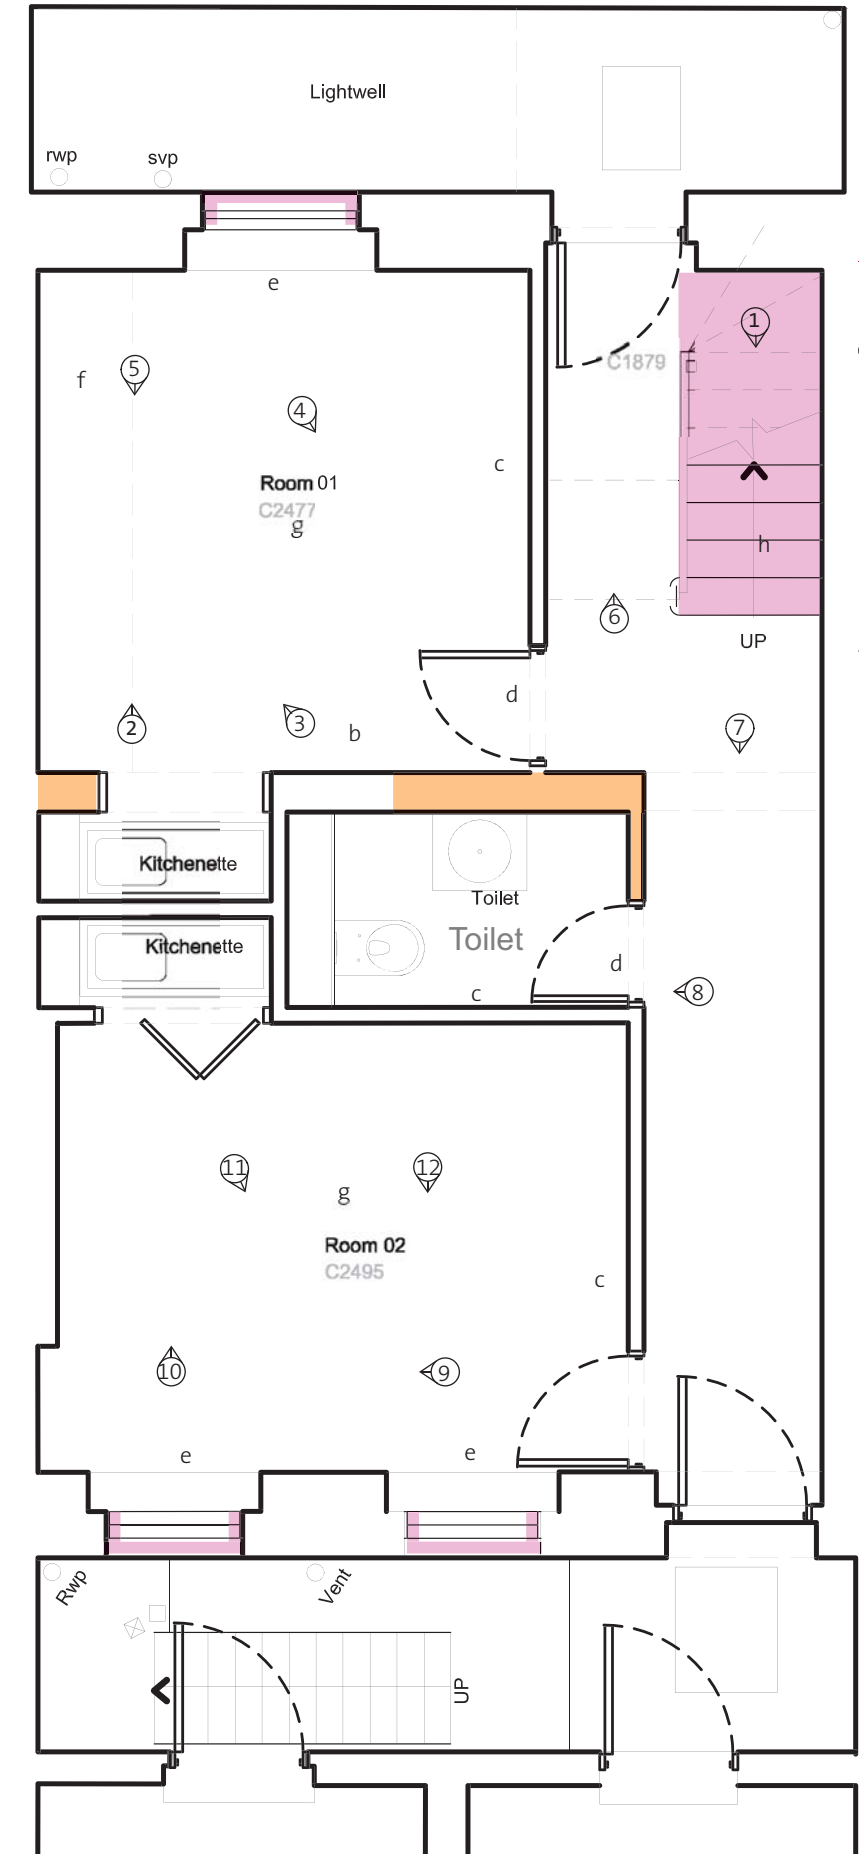 Lightwell
rwp
svp
e
1
C1879
5
f
4
c
Room 01
C2477
g
h
6
UP
d
2
3
b
7
Kitchenette
Toilet
Toilet
Kitchenette
d
8
c
11
12
g
Room 02
C2495
c
10
9
e
e
Rwp
Vent
UP